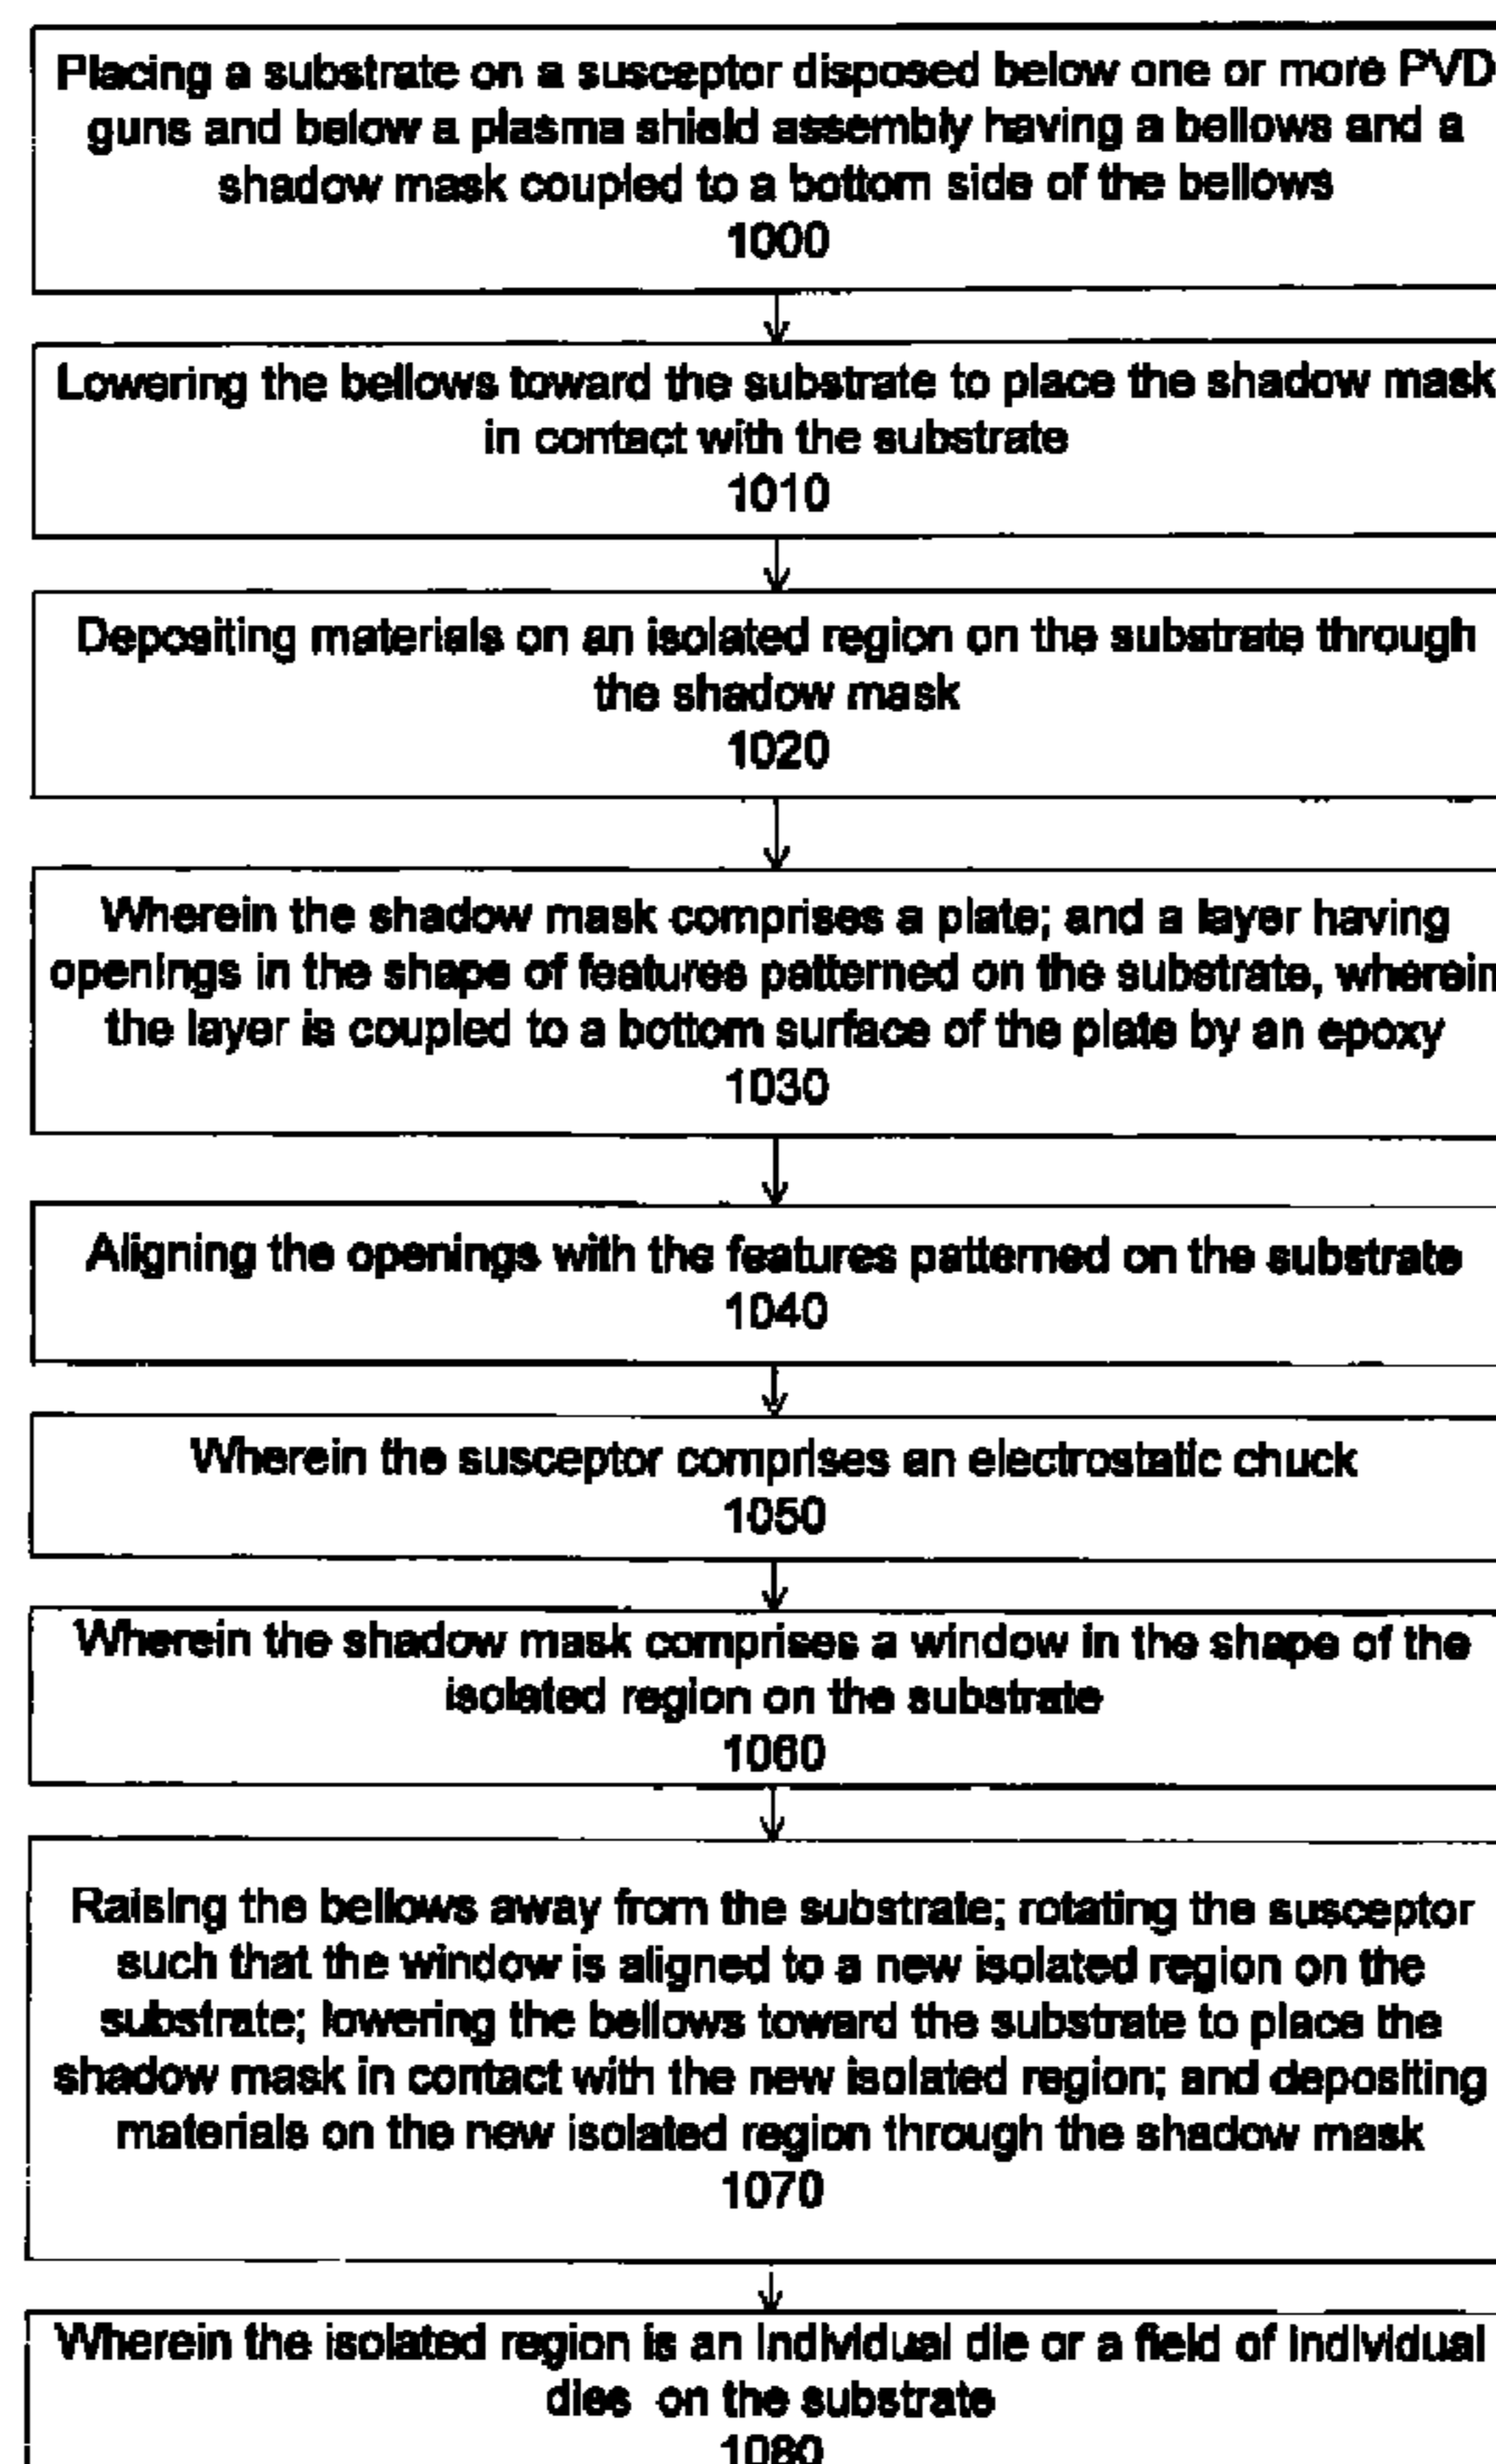 Placing a substrate on a susceptor disposed below one or more PVD
guns and below a plasma shield assembly having a bellows and a
shadow mask coupled to a bottom side of the bellows
1000
Lowering the bellows toward the substrate to place the shadow mask
in contact with the substrate
1010
Depositing materials on an isolated region on the substrate through
the shadow mask
1020
Wherein the shadow mask comprises a plate; and a layer having
openings in the shape of features patterned on the substrate, wherein
the layer is coupled to a bottom surface of the plate by an epoxy
1030
Aligning the openings with the features patterned on the substrate
1040
Wherein the susceptor comprises an electrostatic chuck
1050
Wherein the shadow mask comprises a window in the shape of the
isolated region on the substrate
1060
Raising the bellows away from the substrate; rotating the susceptor
such that the window is aligned to a new isolated region on the
substrate; lowering the bellows toward the substrate to place the
shadow mask in contact with the new isolated region; and depositing
materials on the new isolated region through the shadow mask
1070
Wherein the isolated region is an individual die or a field of individual
dies on the substrate
1080